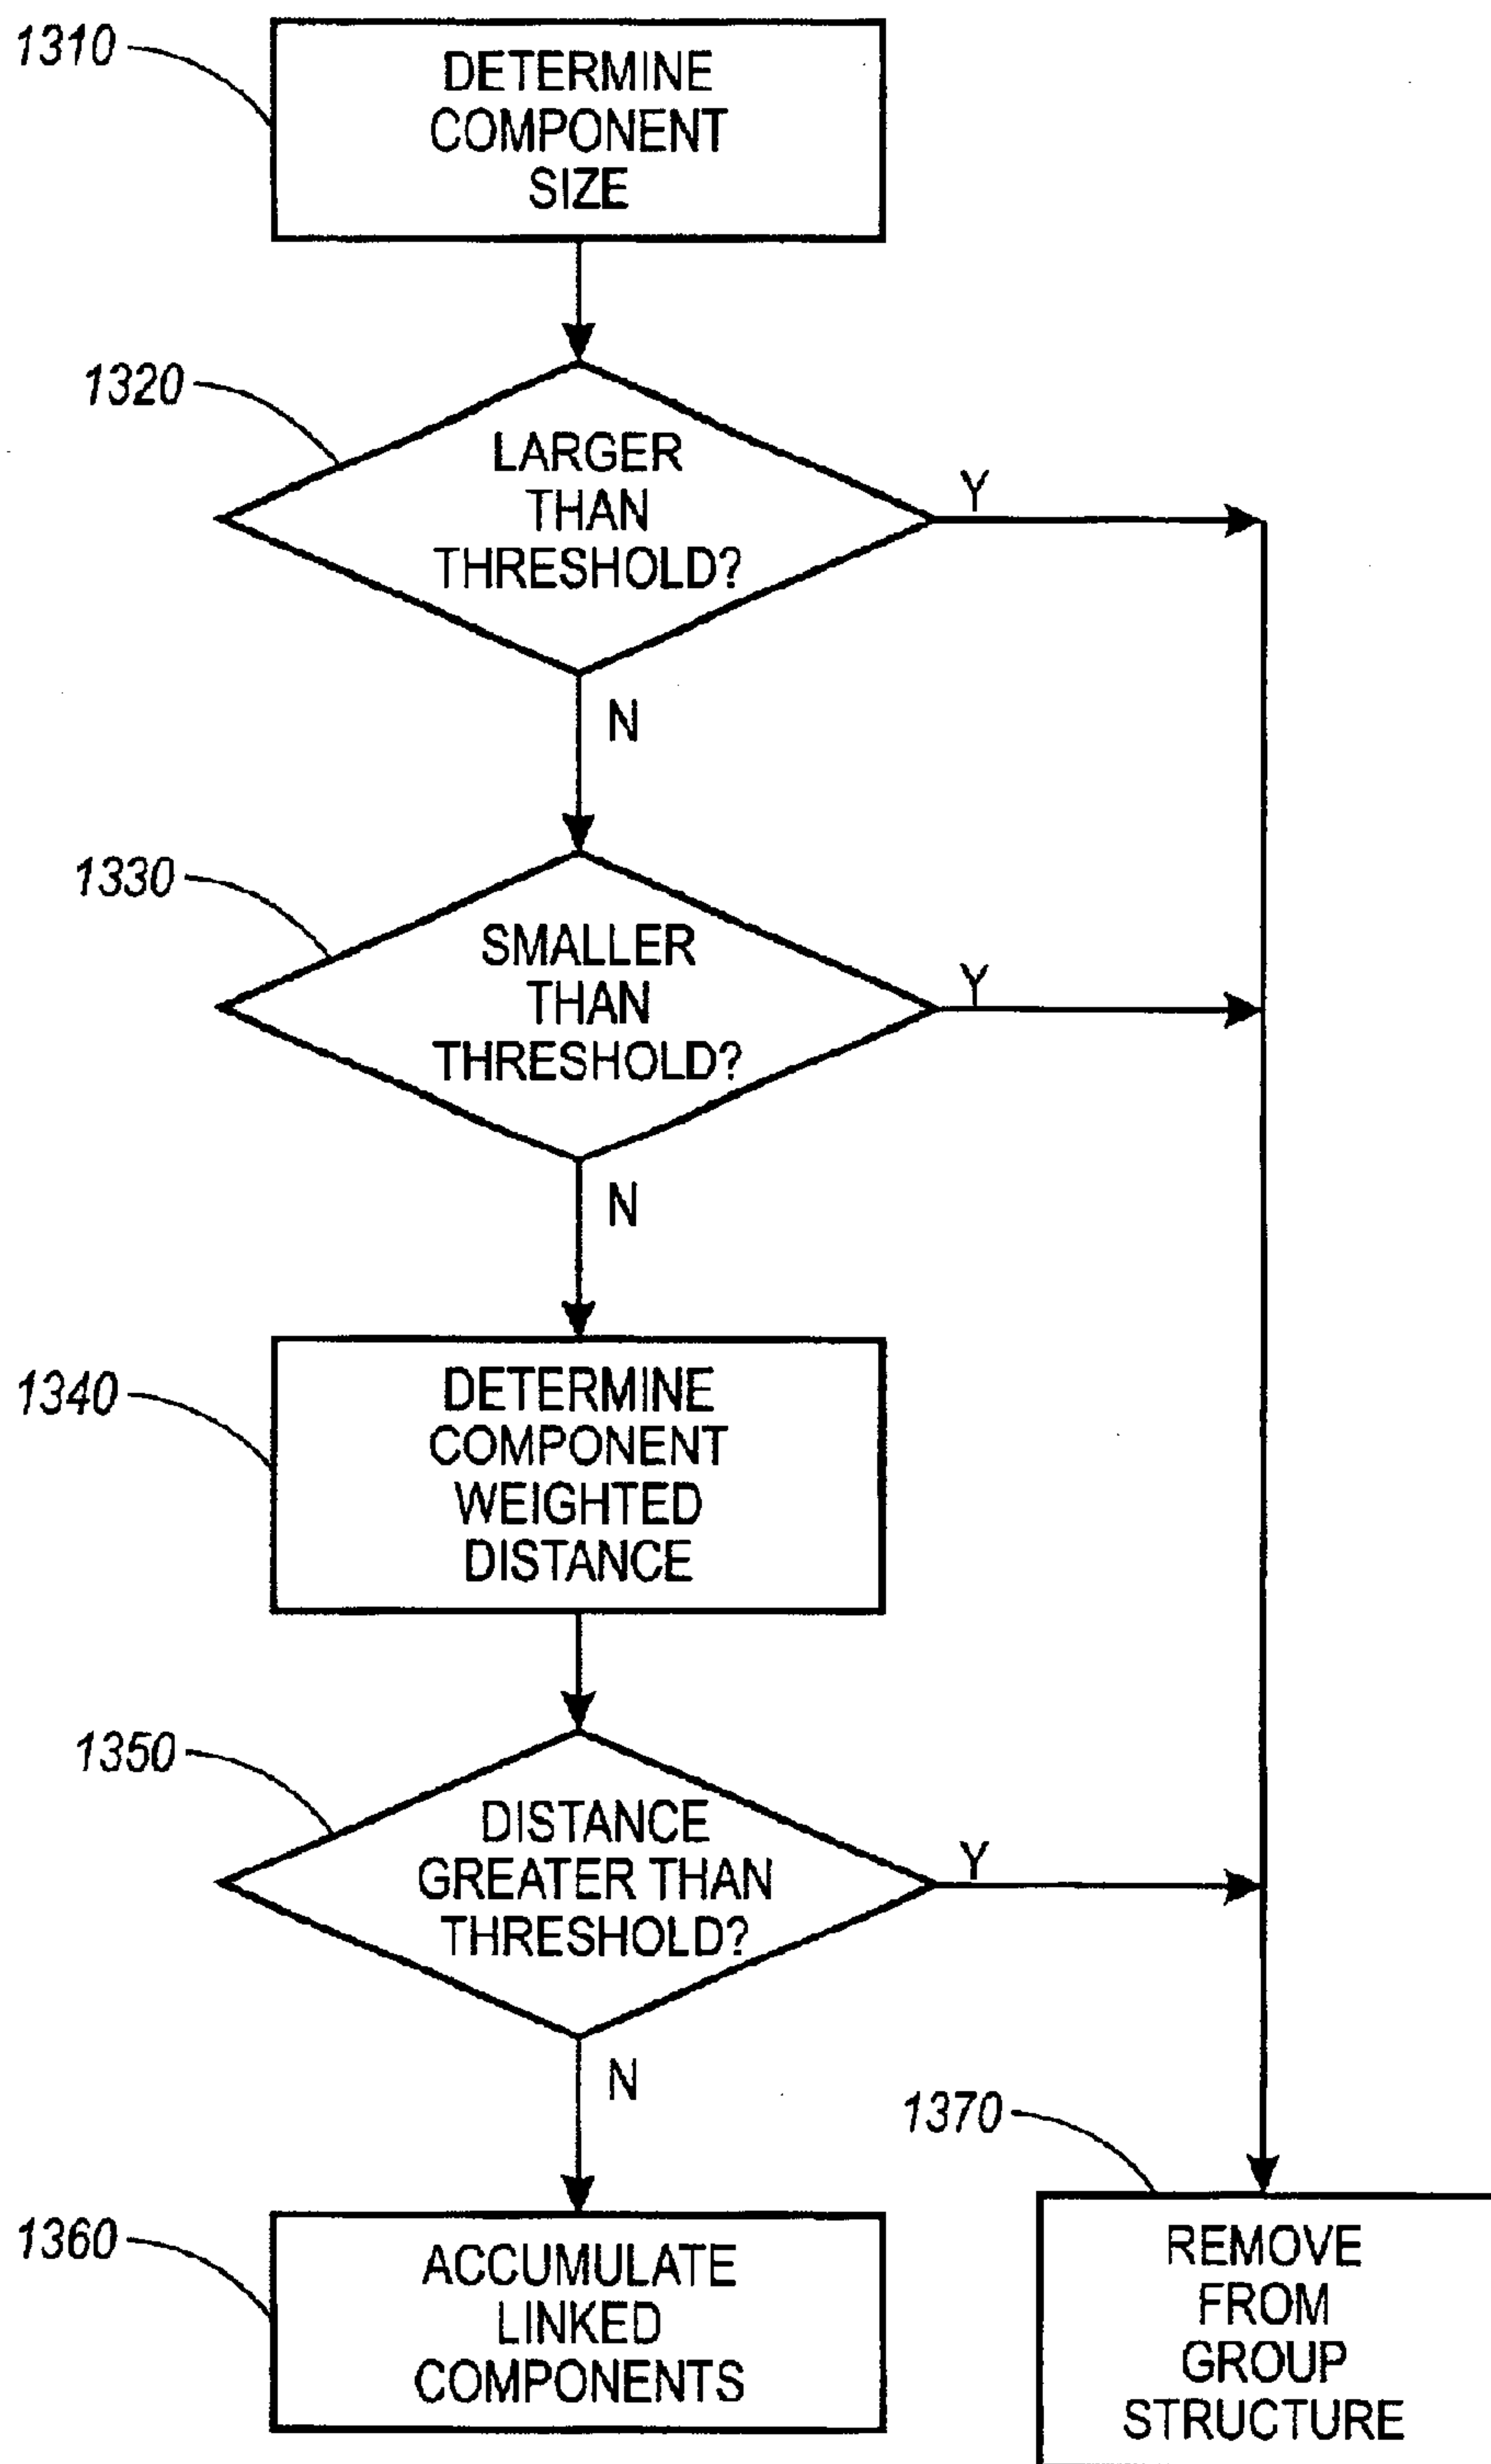 1310
DETERMINE
COMPONENT
SIZE
1320
LARGER
THAN
THRESHOLD?
Y
N
1330
SMALLER
THAN
THRESHOLD?
Y
N
1340
DETERMINE
COMPONENT
WEIGHTED
DISTANCE
1350
DISTANCE
GREATER THAN
THRESHOLD?
Y
N
1360
ACCUMULATE
LINKED
COMPONENTS
1370
REMOVE
FROM
GROUP
STRUCTURE